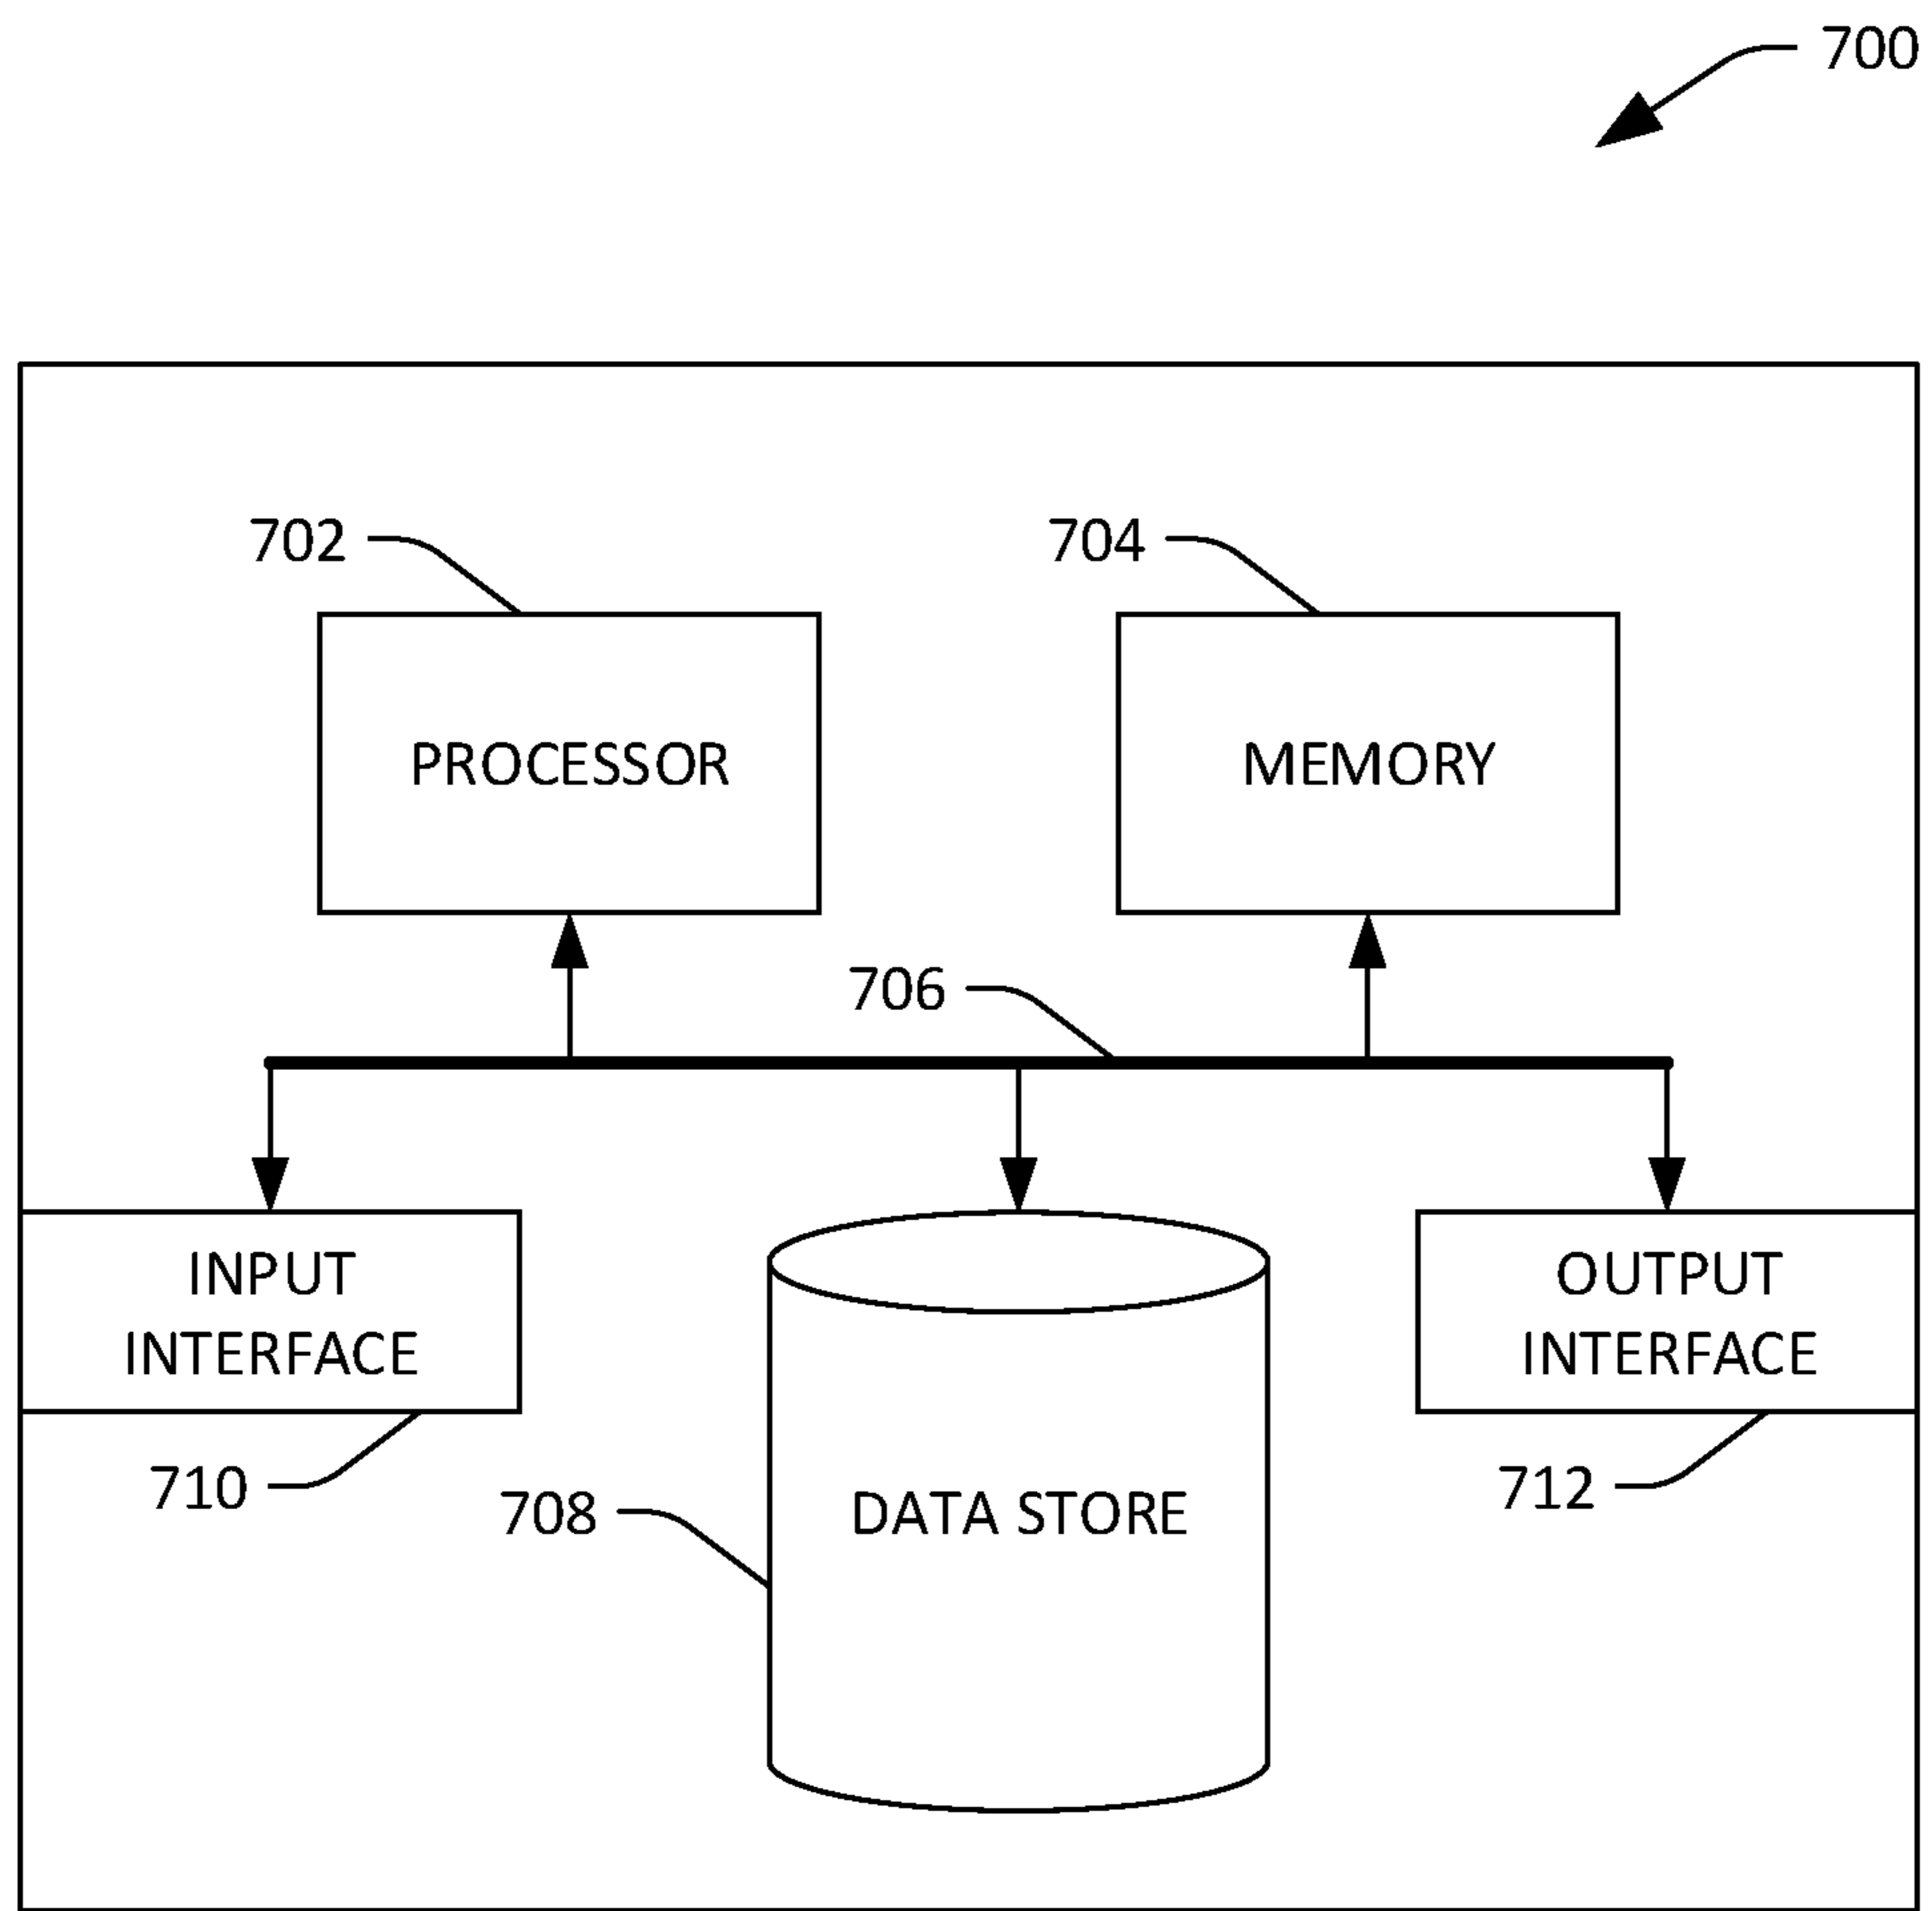 700
702
704
PROCESSOR
MEMORY
706
INPUT
INTERFACE
OUTPUT
INTERFACE
710
708
DATA STORE
712